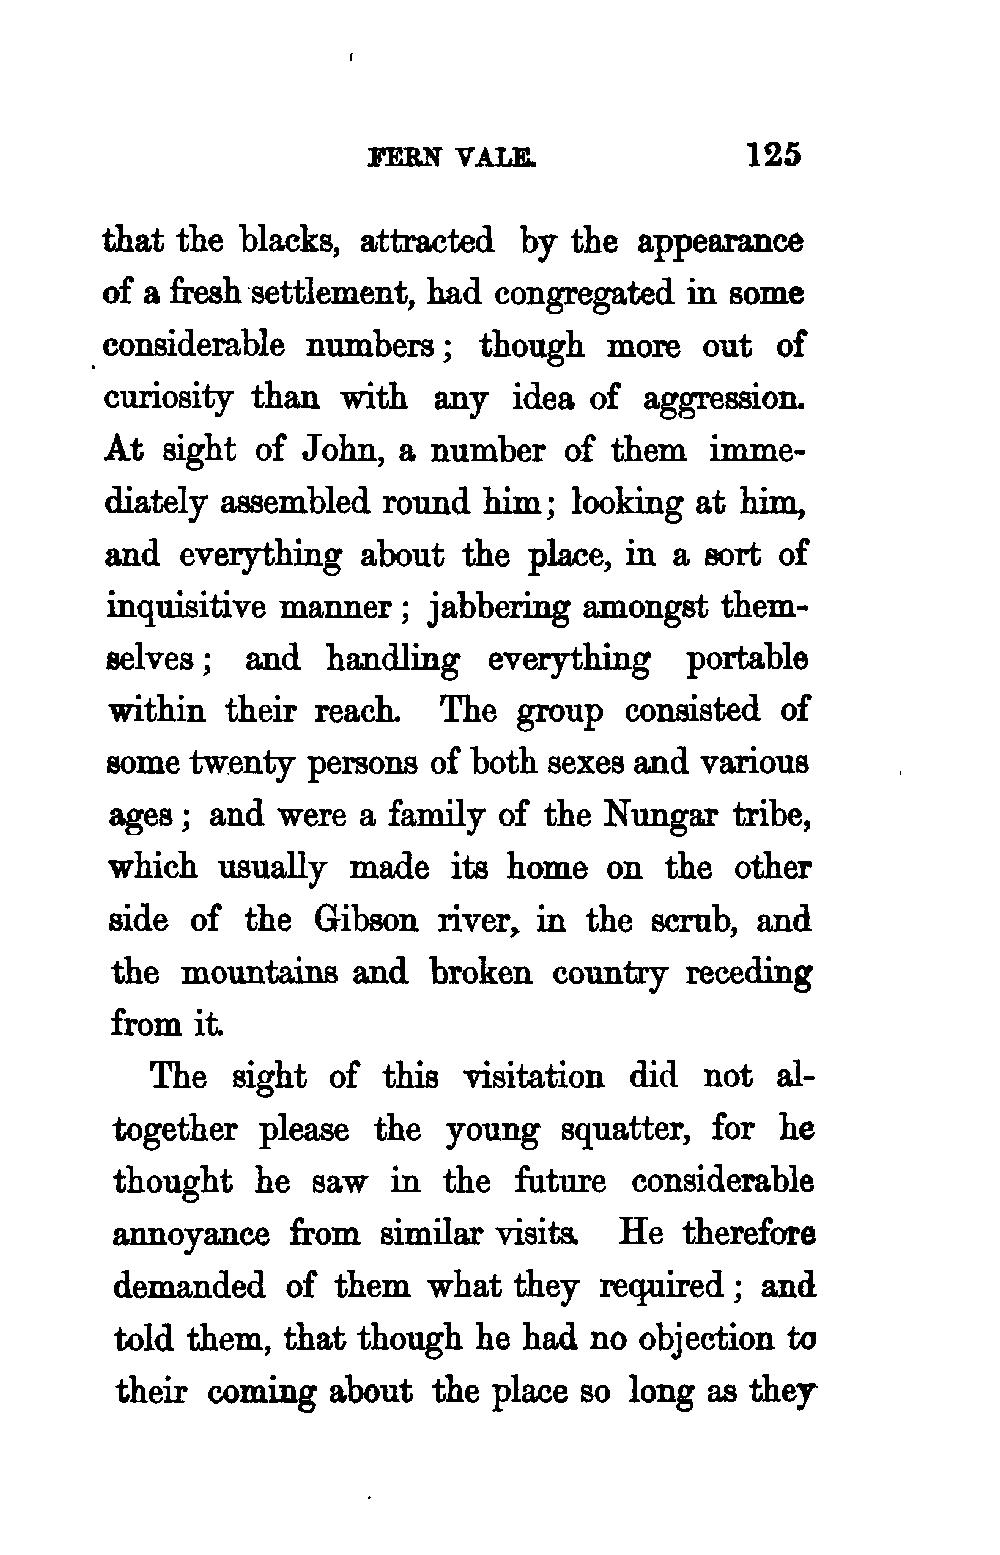 FERN VALE. 125
that the blacks, attracted by the appearance
of a fresh settlement, had congregated in some
considerable numbers; though more out of
curiosity than with any idea of aggression.
At sight of John, a number of them imme-
diately assembled round him; looking at him,
and everything about the place, in a sort of
inquisitive manner; jabbering amongst them-
selves; and handling everything portable
within their reach. The group consisted of
some twenty persons of both sexes and various
ages; and were a family of the Nungar tribe,
which usually made its home on the other
side of the Gibson river, in the scrub, and
the mountains and broken country receding
from it.
The sight of this visitation did not al-
together please the young squatter, for he
thought he saw in the future considerable
annoyance from similar visits. He therefore
demanded of them what they required; and
told them, that though he had no objection to
their coming about the place so long as they